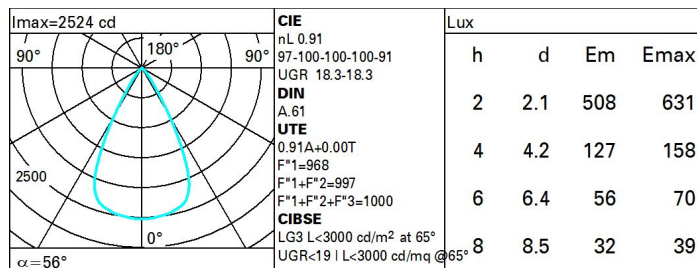 Imax=2524 cd
90° 180° 90°
2500
0°
α=56°
CIE
nL 0.91
97-100-100-100-91
UGR 18.3-18.3
DIN
A.61
UTE
0.91A+0.00T
F"1=968
F"1+F"2=997
F"1+F"2+F"3=1000
CIBSE
LG3 L<3000 cd/m² at 65°
UGR<19 | L<3000 cd/mq @65°
Lux
h d Em Emax
2 2.1 508 631
4 4.2 127 158
6 6.4 56 70
8 8.5 32 39